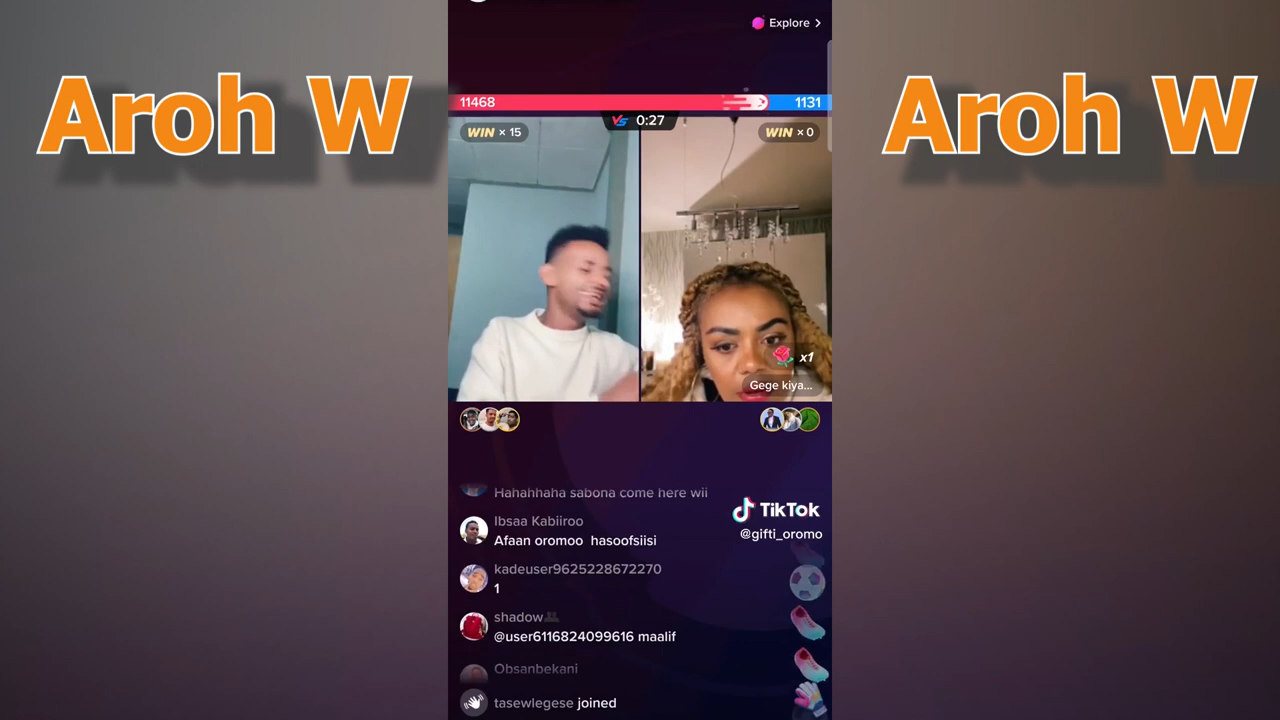 Aroh W
Aroh W
Explore
11468
1131
VS 0:27
WIN × 15
WIN × 0
x1
Gege kiya...
Hahahhaha sabona come here wii
Ibsaa Kabiiroo
Afaan oromoo hasoofsiisi
TikTok
@gifti_oromo
kadeuser9625228672270
1
shadow
@user6116824099616 maalif
Obsanbekani
tasewlegese joined